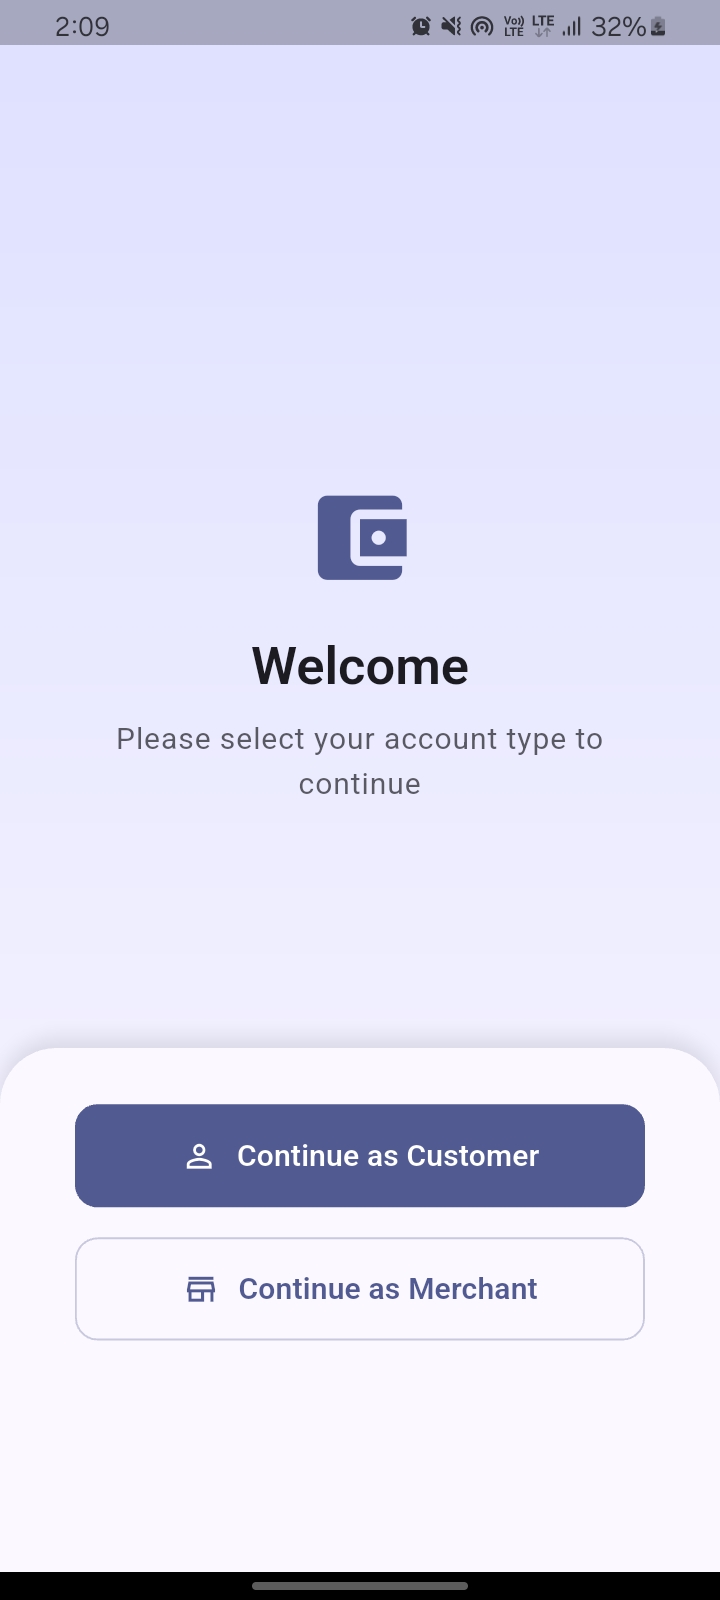 2:09
Vo))
LTE
LTE
32%
Welcome
Please select your account type to
continue
Continue as Customer
Continue as Merchant